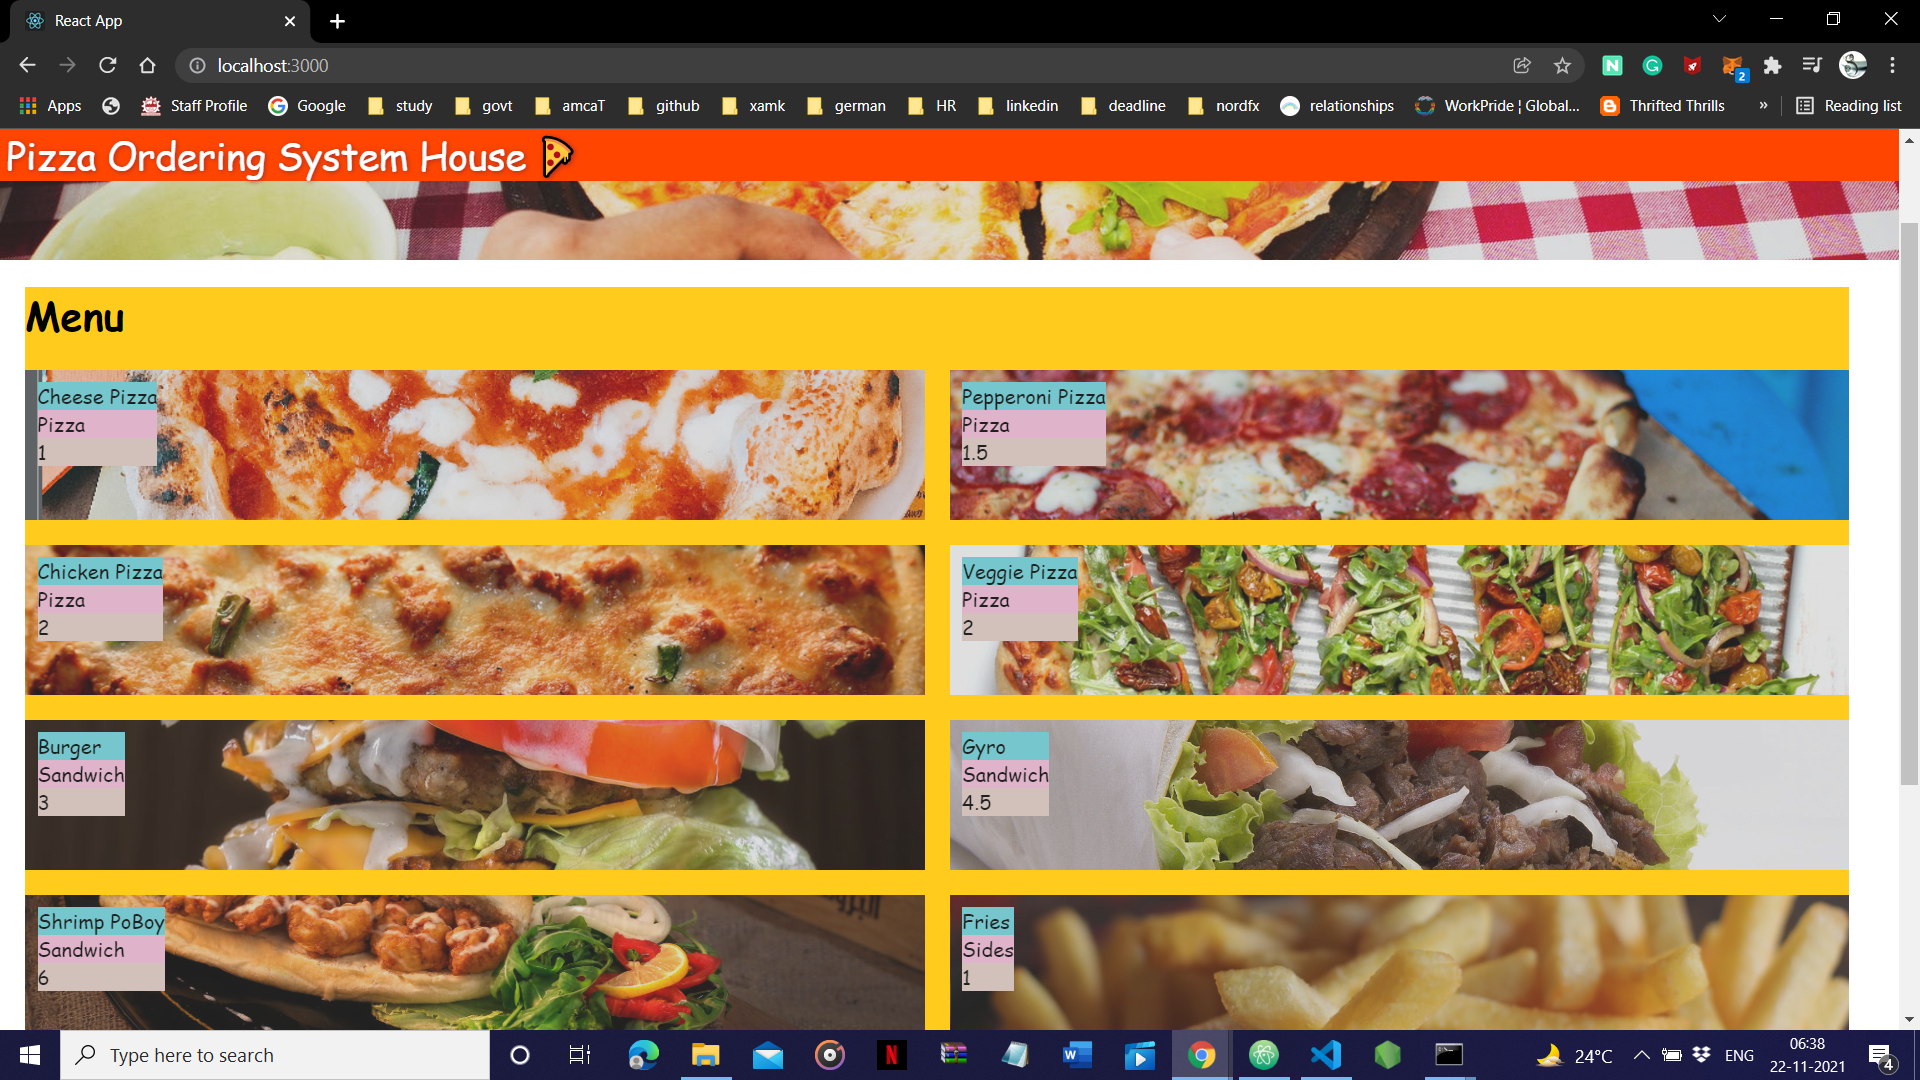 React App
localhost:3000
2
Apps
Staff Profile
Google
study
govt
amcaT
github
xamk
german
HR
linkedin
deadline
nordfx
relationships
WorkPride ¦ Global...
Thrifted Thrills
»
Reading list
Pizza Ordering System House
Menu
Cheese Pizza
Pizza
1
Pepperoni Pizza
Pizza
1.5
Chicken Pizza
Pizza
2
Veggie Pizza
Pizza
2
Burger
Sandwich
3
Gyro
Sandwich
4.5
Shrimp PoBoy
Sandwich
6
Fries
Sides
1
Type here to search
24°C
ENG
06:38
22-11-2021
4